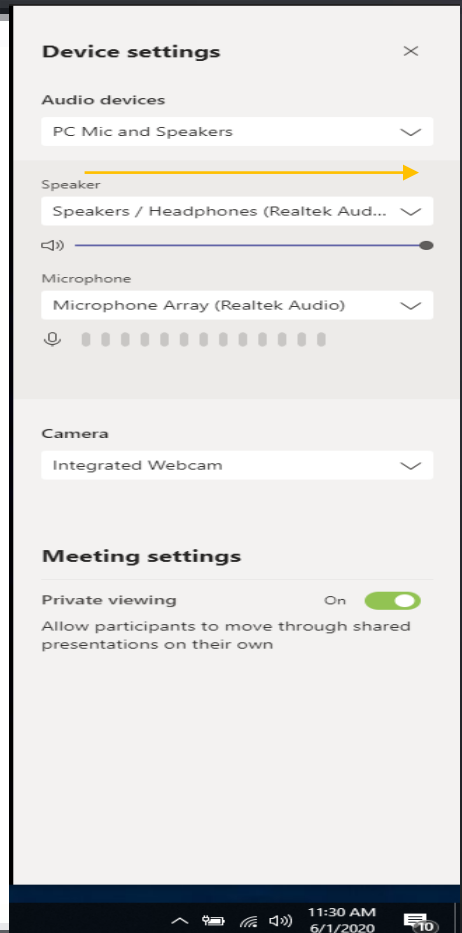 Device settings
Audio devices
PC Mic and Speakers
Speaker
Speakers / Headphones (Realtek Aud...
Microphone
Microphone Array (Realtek Audio)
Camera
Integrated Webcam
Meeting settings
Private viewing On
Allow participants to move through shared
presentations on their own
11:30 AM
6/1/2020
10